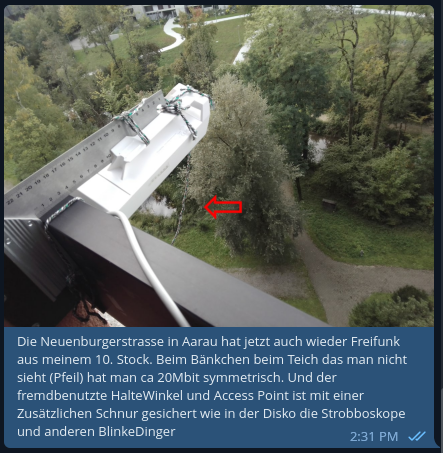 Die Neuenburgerstrasse in Aarau hat jetzt auch wieder Freifunk
aus meinem 10. Stock. Beim Bänkchen beim Teich das man nicht
sieht (Pfeil) hat man ca 20Mbit symmetrisch. Und der
fremdbenutzte HalteWinkel und Access Point ist mit einer
Zusätzlichen Schnur gesichert wie in der Disko die Strobboskope
und anderen BlinkeDinger
2:31 PM